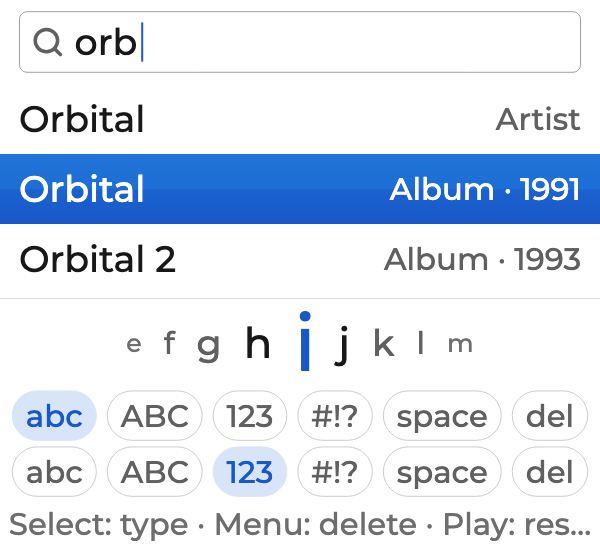 orb
Orbital Artist
Orbital Album · 1991
Orbital 2 Album · 1993
e f g h i j k l m
abc ABC 123 #!? space del
abc ABC 123 #!? space del
Select: type · Menu: delete · Play: res...